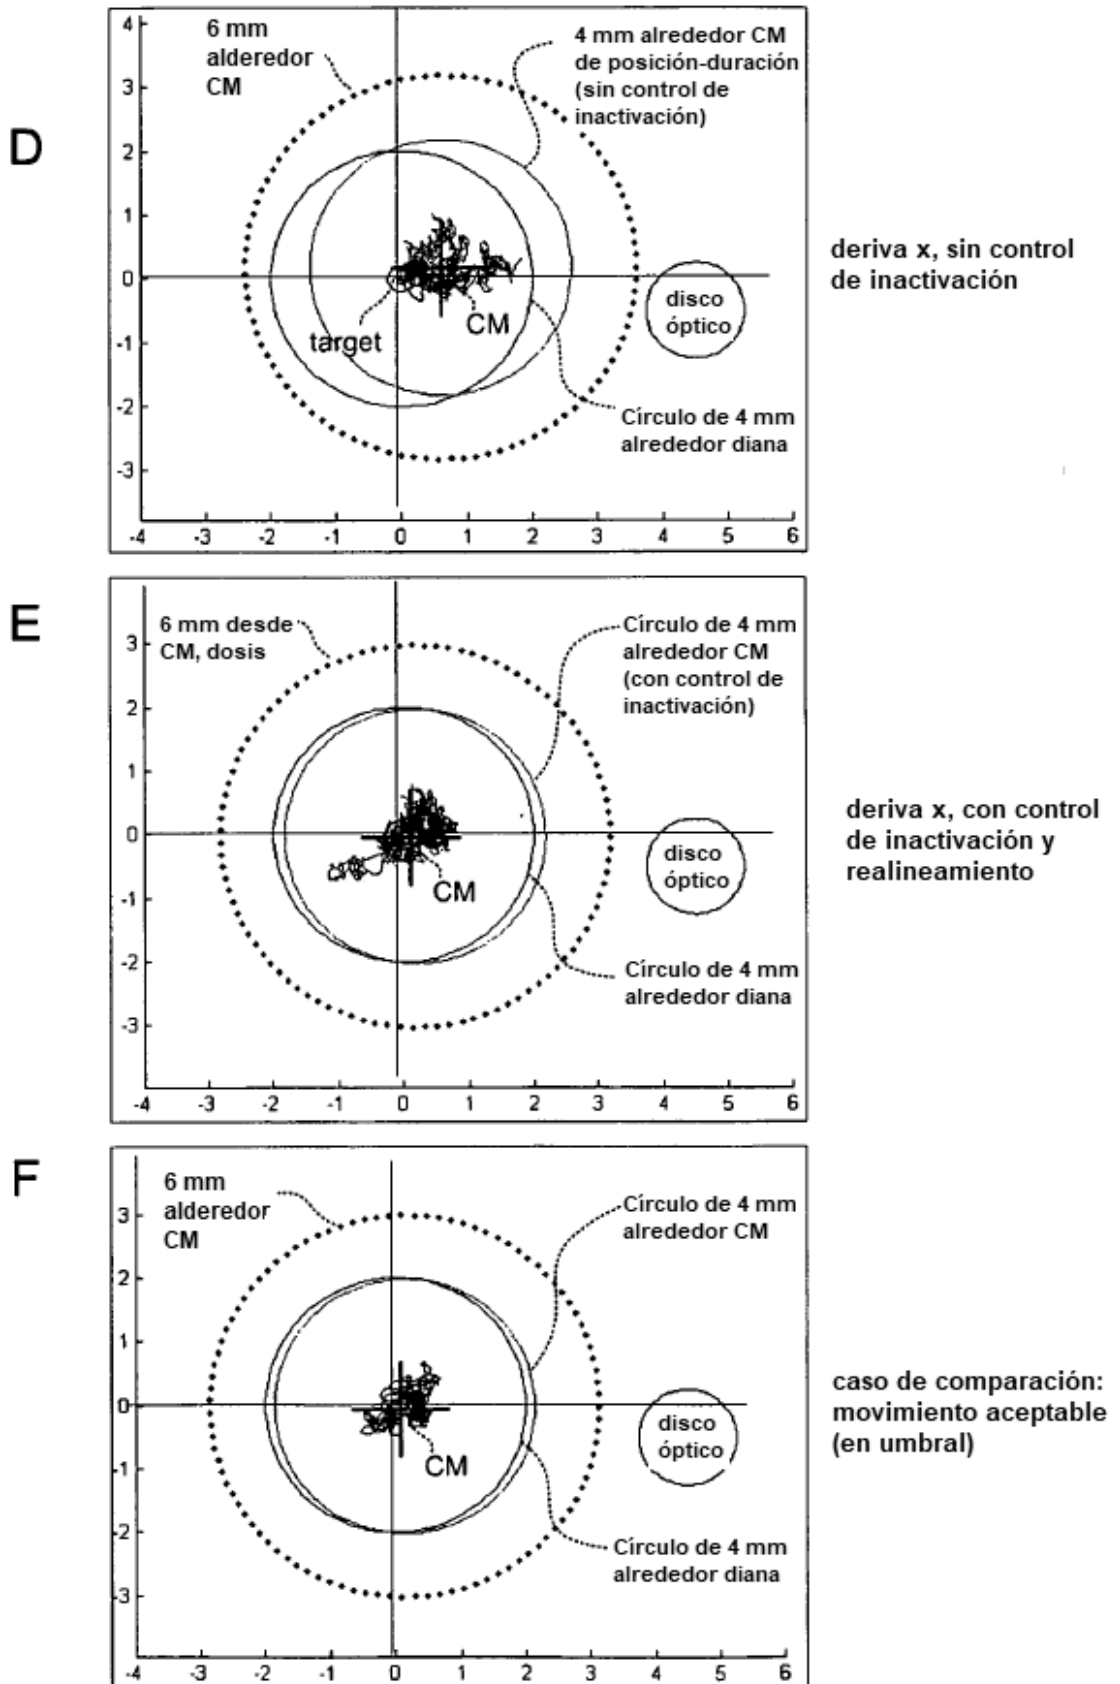 D
6 mm
alderedor
CM
4 mm alrededor CM
de posición-duración
(sin control de
inactivación)
4
3
2
1
0
-1
-2
-3
target
CM
disco
óptico
Círculo de 4 mm
alrededor diana
-4 -3 -2 -1 0 1 2 3 4 5 6
deriva x, sin control
de inactivación
E
6 mm desde
CM, dosis
Círculo de 4 mm
alrededor CM
(con control de
inactivación)
3
2
1
0
-1
-2
-3
CM
disco
óptico
Círculo de 4 mm
alrededor diana
-4 -3 -2 -1 0 1 2 3 4 5 6
deriva x, con control
de inactivación y
realineamiento
F
6 mm
alderedor
CM
Círculo de 4 mm
alrededor CM
3
2
1
0
-1
-2
-3
CM
disco
óptico
Círculo de 4 mm
alrededor diana
-4 -3 -2 -1 0 1 2 3 4 5 6
caso de comparación:
movimiento aceptable
(en umbral)